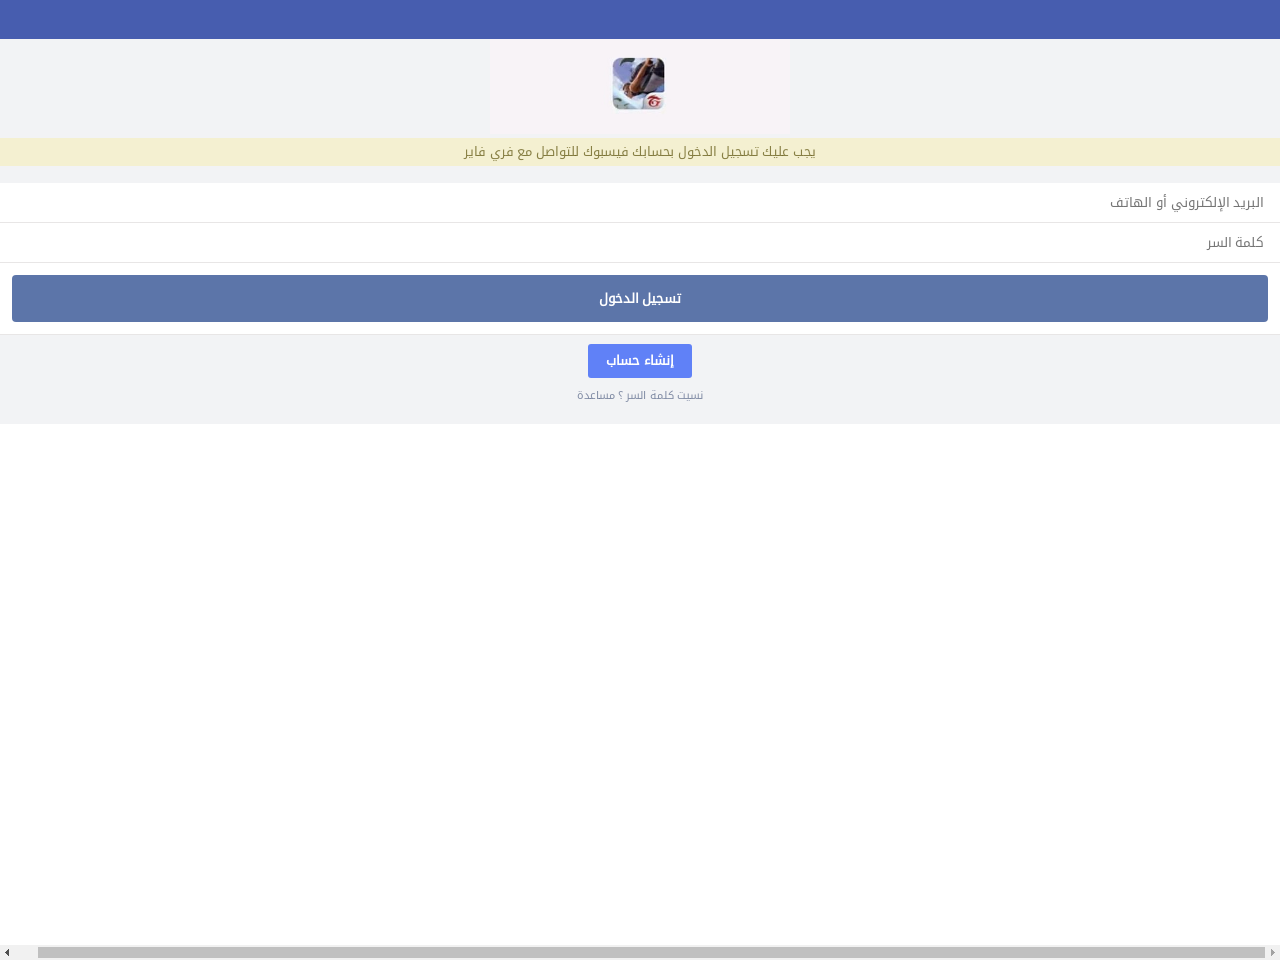 يجب عليك تسجيل الدخول بحسابك فيسبوك للتواصل مع فري فاير
البريد الإلكتروني أو الهاتف
كلمة السر
تسجيل الدخول
إنشاء حساب
نسيت كلمة السر ؟ مساعدة